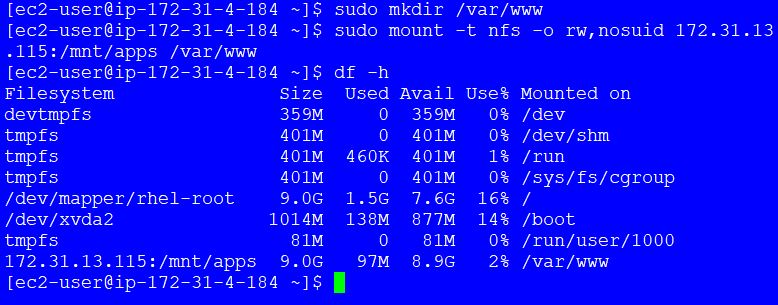 [ec2-user@ip-172-31-4-184 ~]$ sudo mkdir /var/www
[ec2-user@ip-172-31-4-184 ~]$ sudo mount -t nfs -o rw,nosuid 172.31.13
.115:/mnt/apps /var/www
[ec2-user@ip-172-31-4-184 ~]$ df -h
Filesystem                 Size  Used Avail Use% Mounted on
devtmpfs                   359M     0  359M   0% /dev
tmpfs                      401M     0  401M   0% /dev/shm
tmpfs                      401M  460K  401M   1% /run
tmpfs                      401M     0  401M   0% /sys/fs/cgroup
/dev/mapper/rhel-root      9.0G  1.5G  7.6G  16% /
/dev/xvda2                1014M  138M  877M  14% /boot
tmpfs                       81M     0   81M   0% /run/user/1000
172.31.13.115:/mnt/apps    9.0G   97M  8.9G   2% /var/www
[ec2-user@ip-172-31-4-184 ~]$